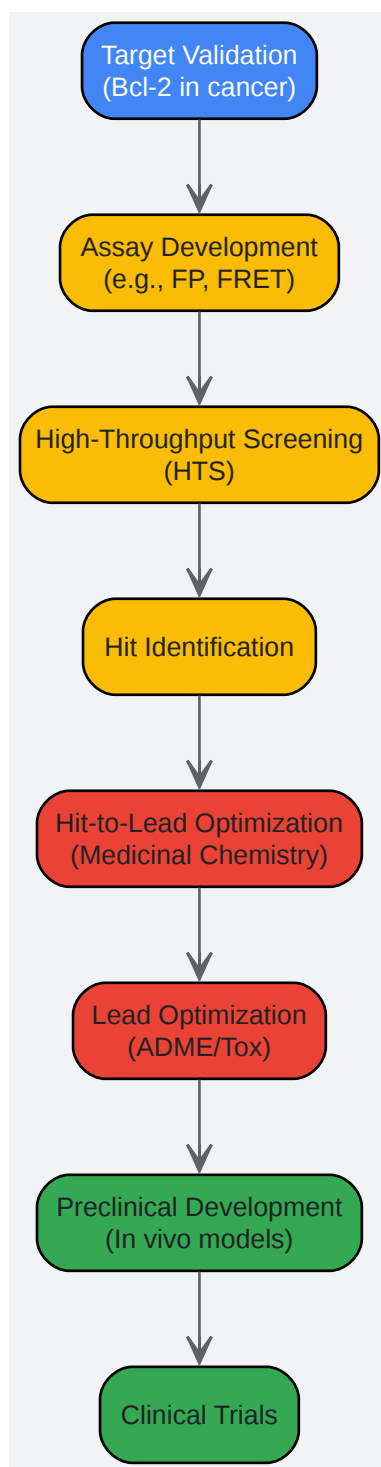 Target Validation
(Bcl-2 in cancer)
Assay Development
(e.g., FP, FRET)
High-Throughput Screening
(HTS)
Hit Identification
Hit-to-Lead Optimization
(Medicinal Chemistry)
Lead Optimization
(ADME/Tox)
Preclinical Development
(In vivo models)
Clinical Trials